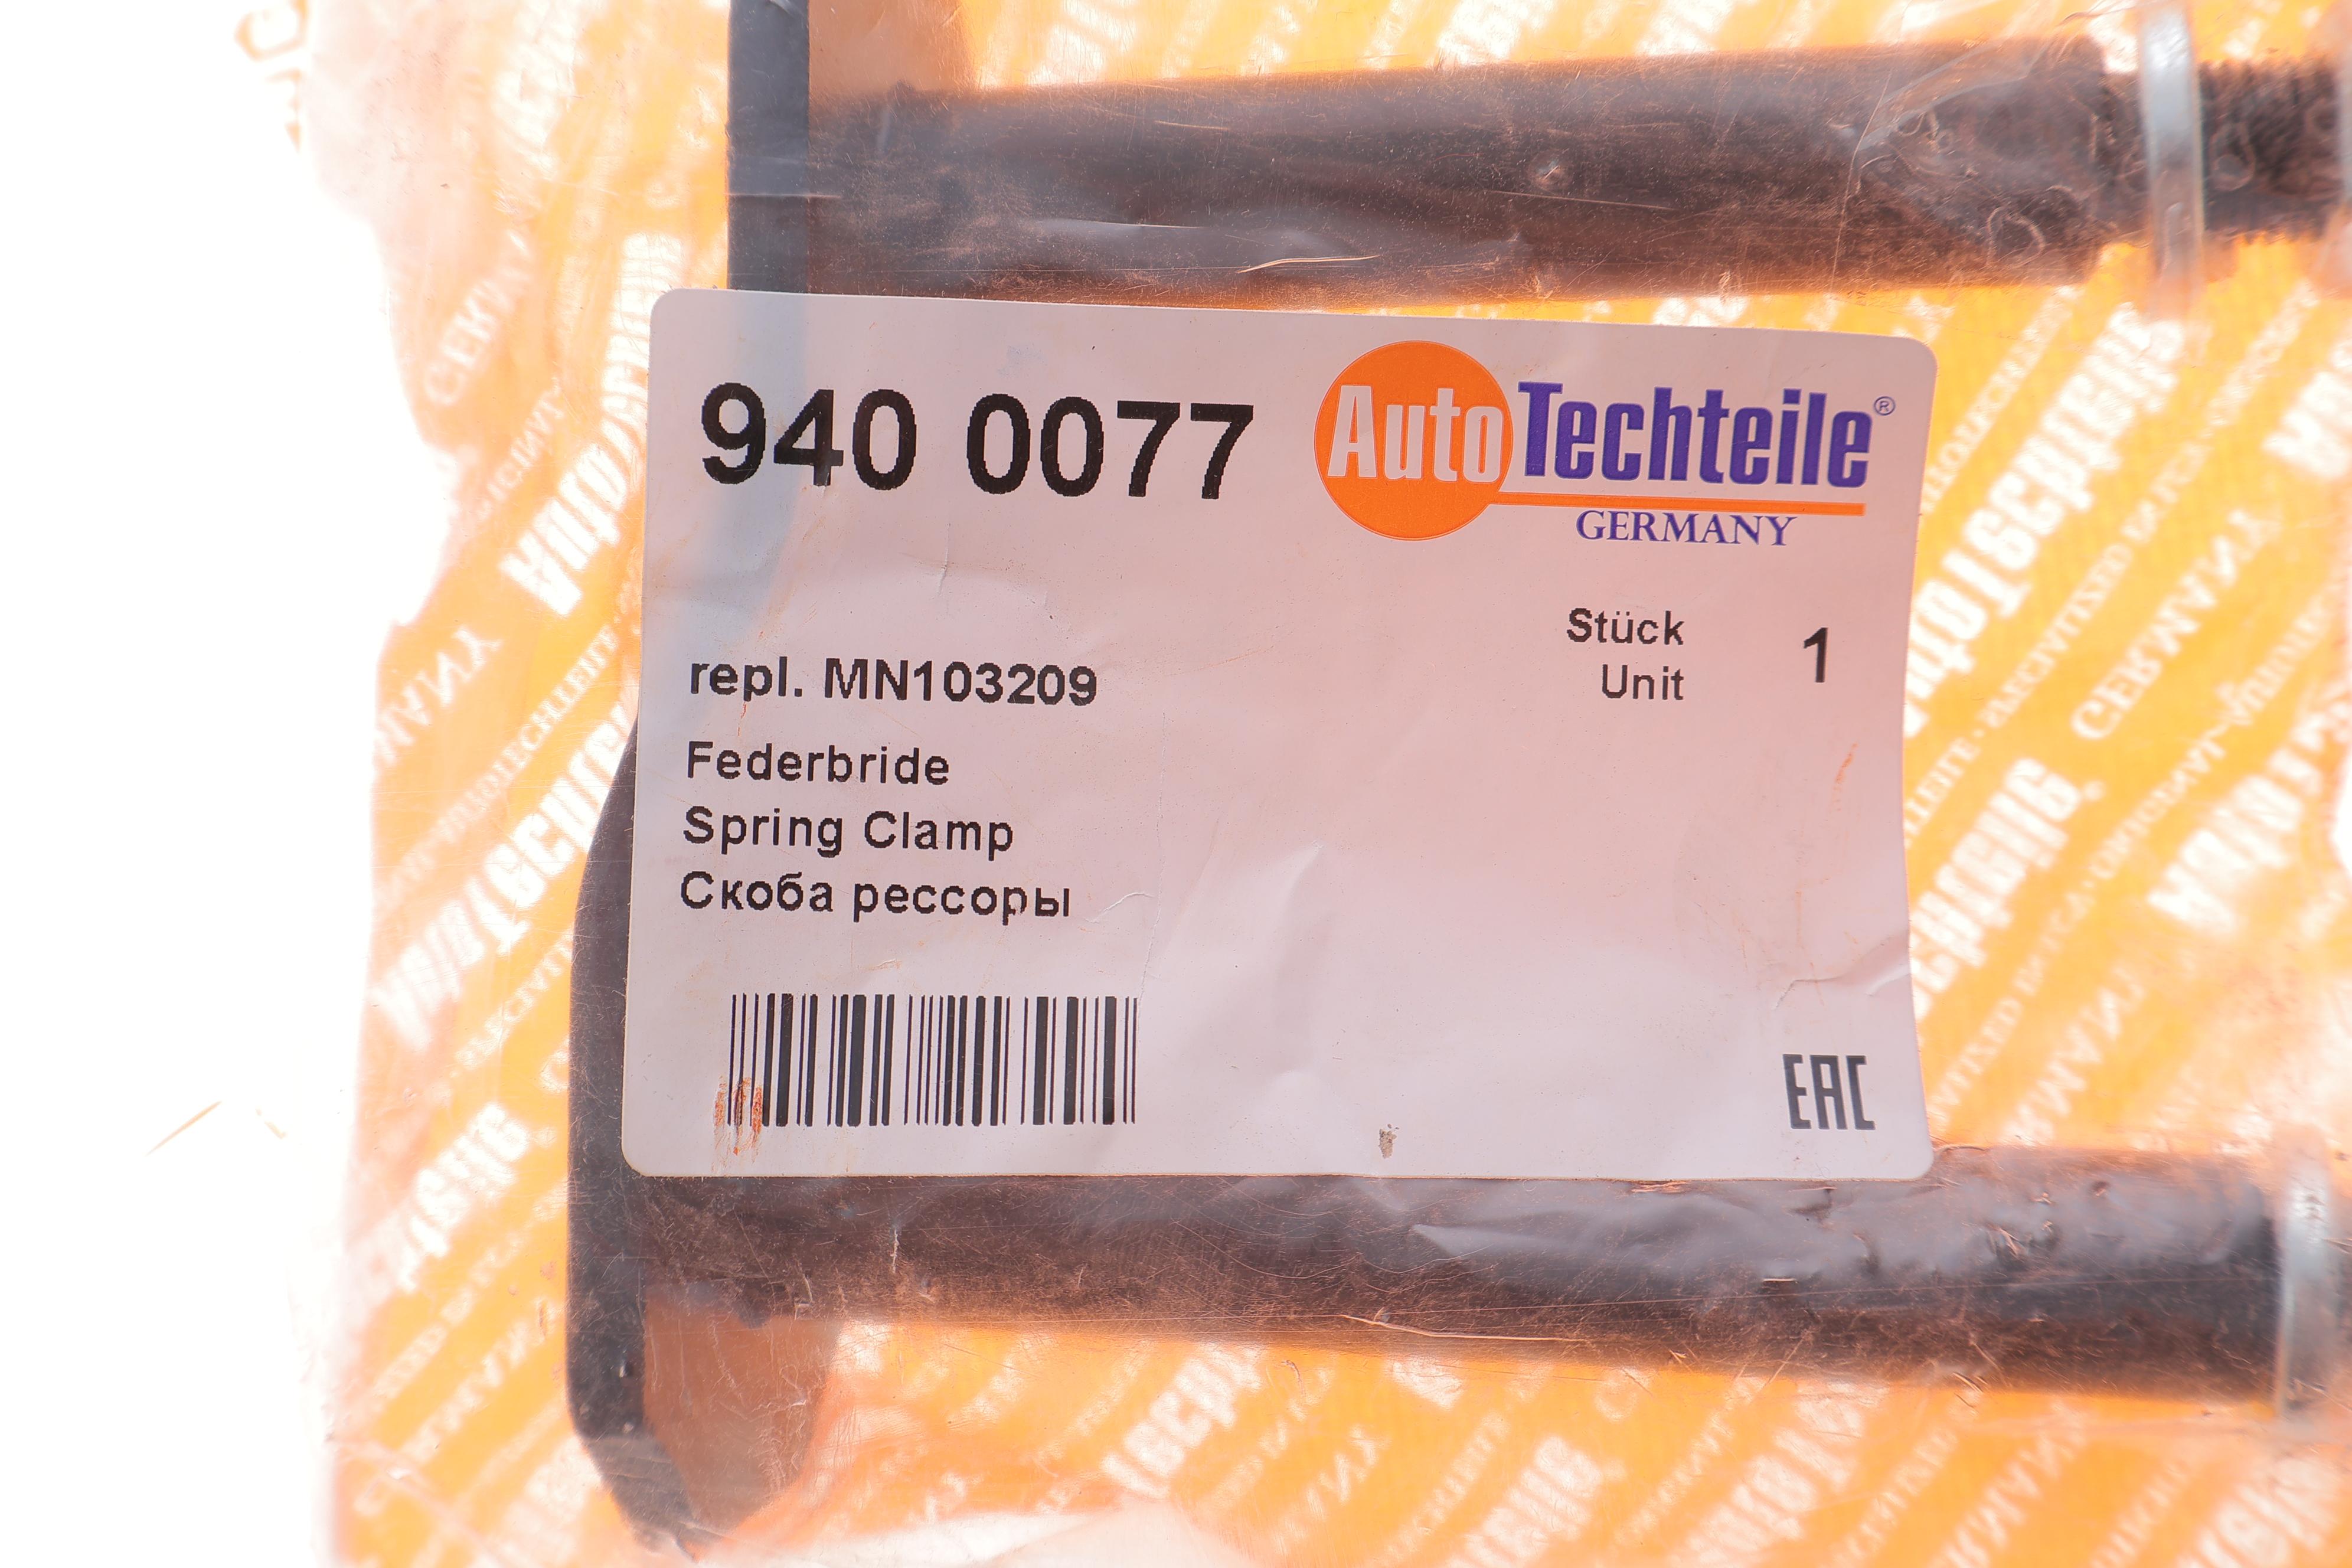 940 0077
AutoTechteile®
GERMANY
Stück
Unit
1
repl. MN103209
Federbride
Spring Clamp
Скоба рессоры
EAC